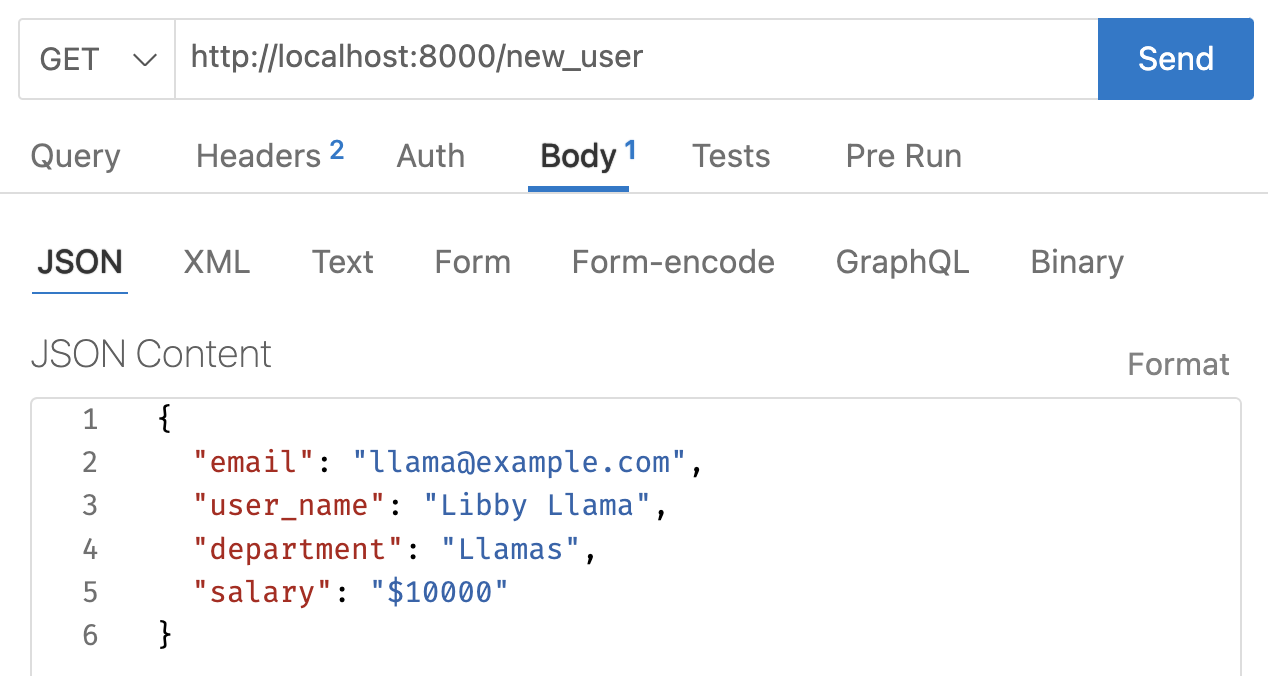 GET http://localhost:8000/new_user Send
Query Headers 2 Auth Body 1 Tests Pre Run
JSON XML Text Form Form-encode GraphQL Binary
JSON Content Format
1 {
2 "email": "llama@example.com",
3 "user_name": "Libby Llama",
4 "department": "Llamas",
5 "salary": "$10000"
6 }